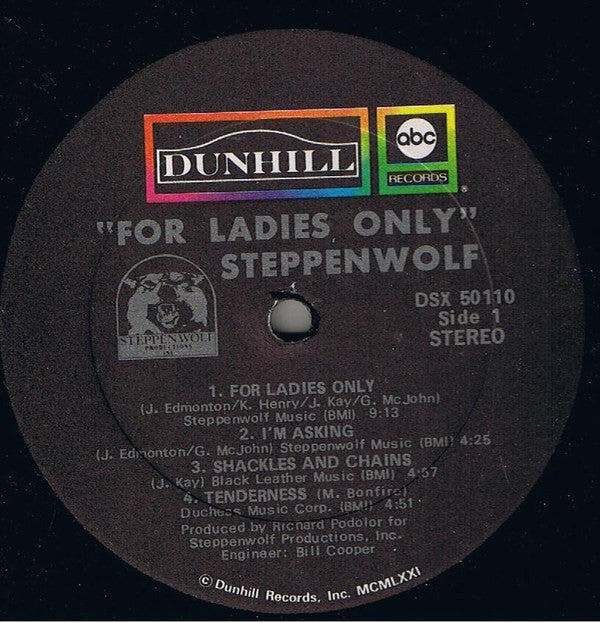 DUNHILL
abc
RECORDS
®
"FOR LADIES ONLY"
STEPPENWOLF
STEPPENWOLF
PRODUCTIONS
INC.
DSX 50110
Side 1
STEREO
1. FOR LADIES ONLY
(J. Edmonton/K. Henry/J. Kay/G. McJohn)
Steppenwolf Music (BMI) 9:13
2. I'M ASKING
(J. Edmonton/G. McJohn) Steppenwolf Music (BMI) 4:25
3. SHACKLES AND CHAINS
(J. Kay) Black Leather Music (BMI) 4:57
4. TENDERNESS (M. Bonfire)
Duchess Music Corp. (BMI) 4:51
Produced by Richard Podolor for
Steppenwolf Productions, Inc.
Engineer: Bill Cooper
© Dunhill Records, Inc. MCMLXXI